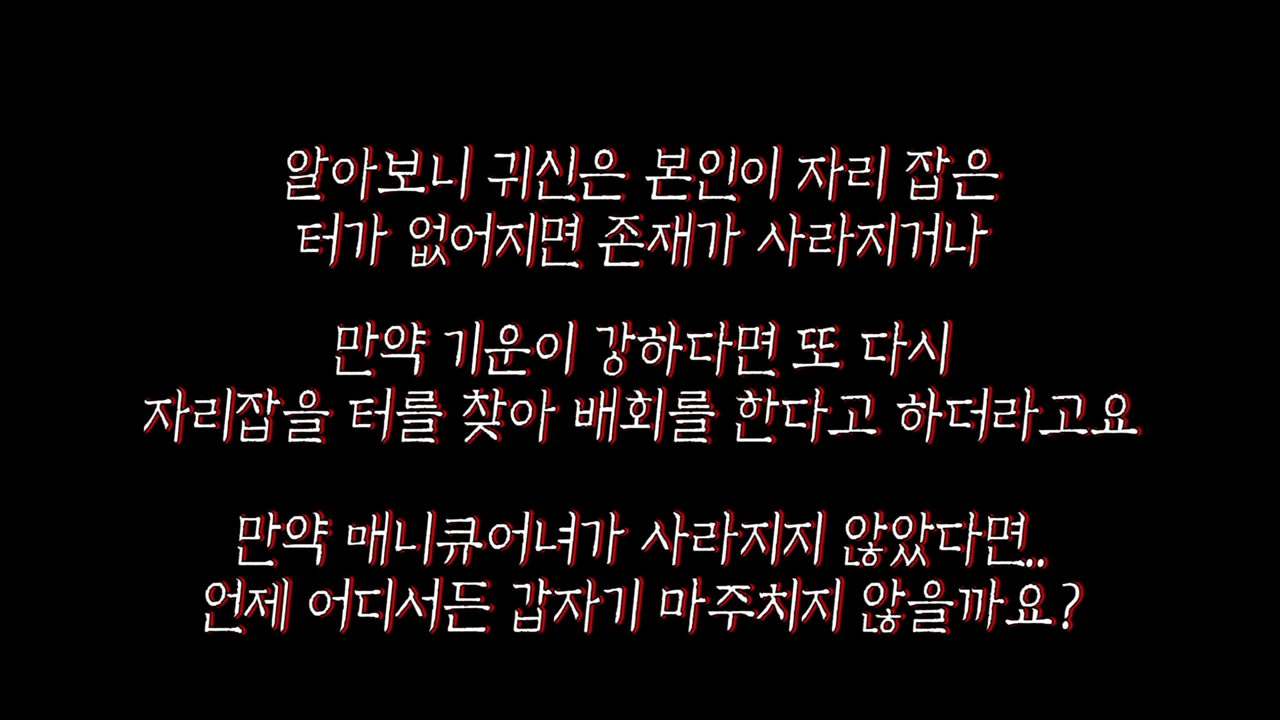 알아보니 귀신은 본인이 자리 잡은
터가 없어지면 존재가 사라지거나
만약 기운이 강하다면 또 다시
자리잡을 터를 찾아 배회를 한다고 하더라고요
만약 매니큐어녀가 사라지지 않았다면..
언제 어디서든 갑자기 마주치지 않을까요?